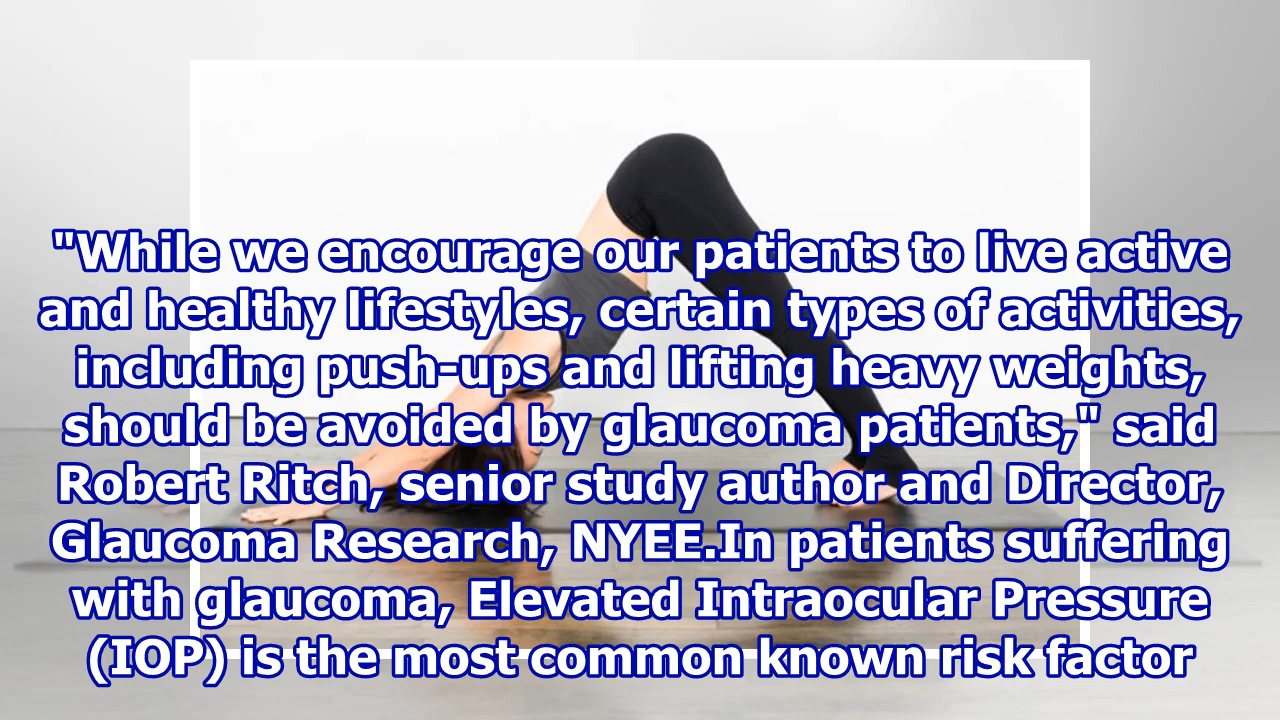 "While we encourage our patients to live active
and healthy lifestyles, certain types of activities,
including push-ups and lifting heavy weights,
should be avoided by glaucoma patients," said
Robert Ritch, senior study author and Director,
Glaucoma Research, NYEE.In patients suffering
with glaucoma, Elevated Intraocular Pressure
(IOP) is the most common known risk factor